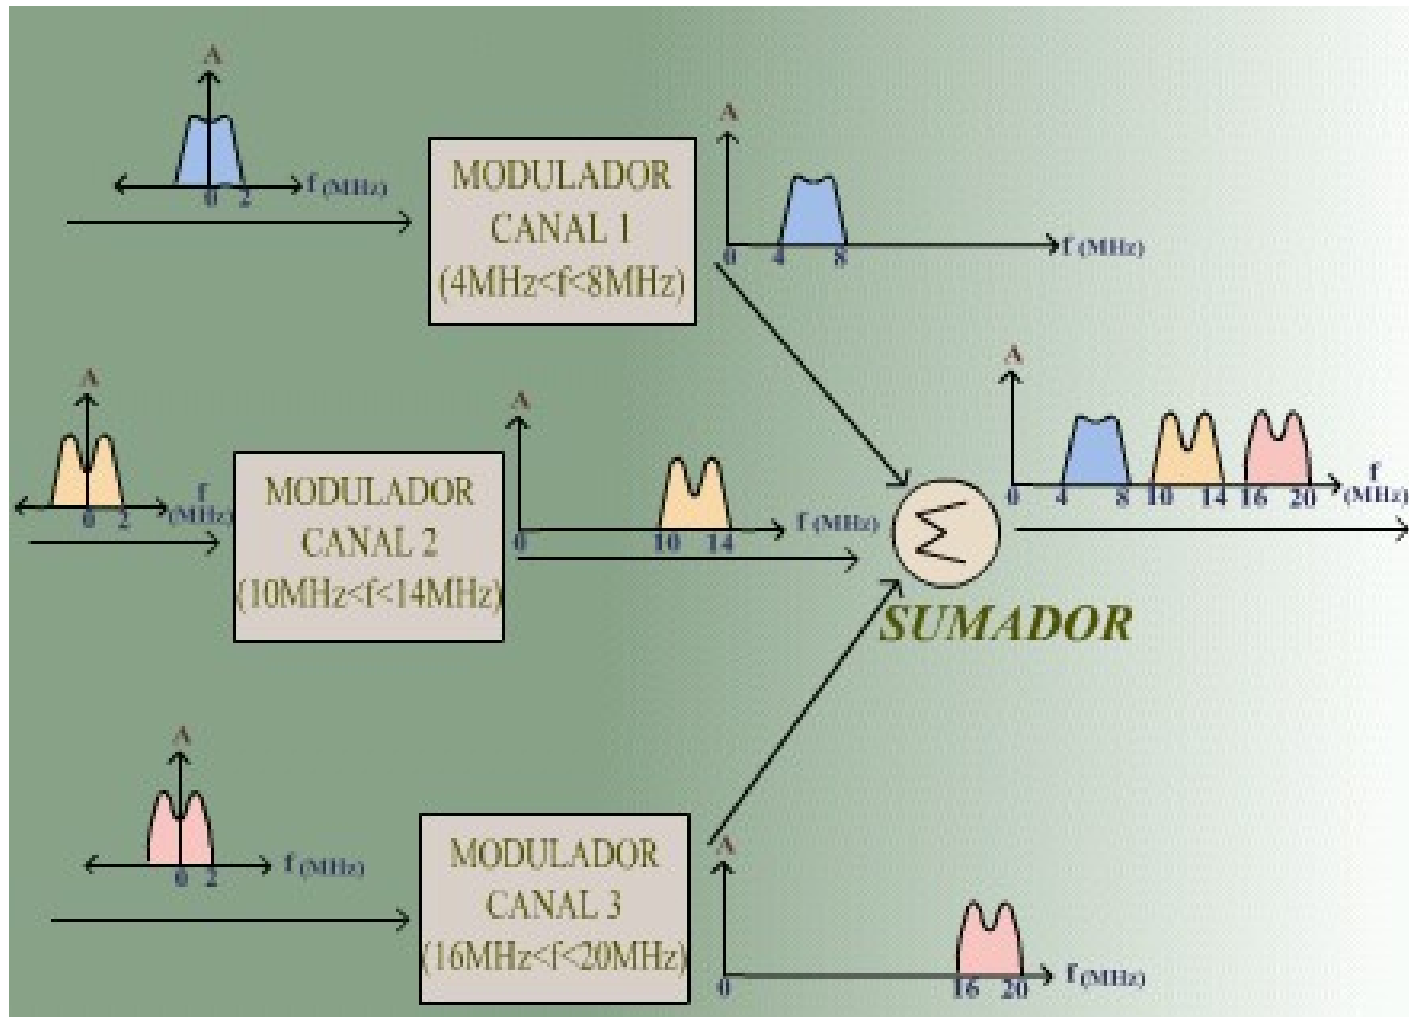 A
0 2
f (MHz)
MODULADOR
CANAL 1
(4MHz<f<8MHz)
A
0 4 8
f (MHz)
A
0 2
f
(MHz)
MODULADOR
CANAL 2
(10MHz<f<14MHz)
A
0 10 14
f (MHz)
A
0 4 8 10 14 16 20
f
(MHz)
SUMADOR
A
0 2
f (MHz)
MODULADOR
CANAL 3
(16MHz<f<20MHz)
A
0 16 20
f (MHz)